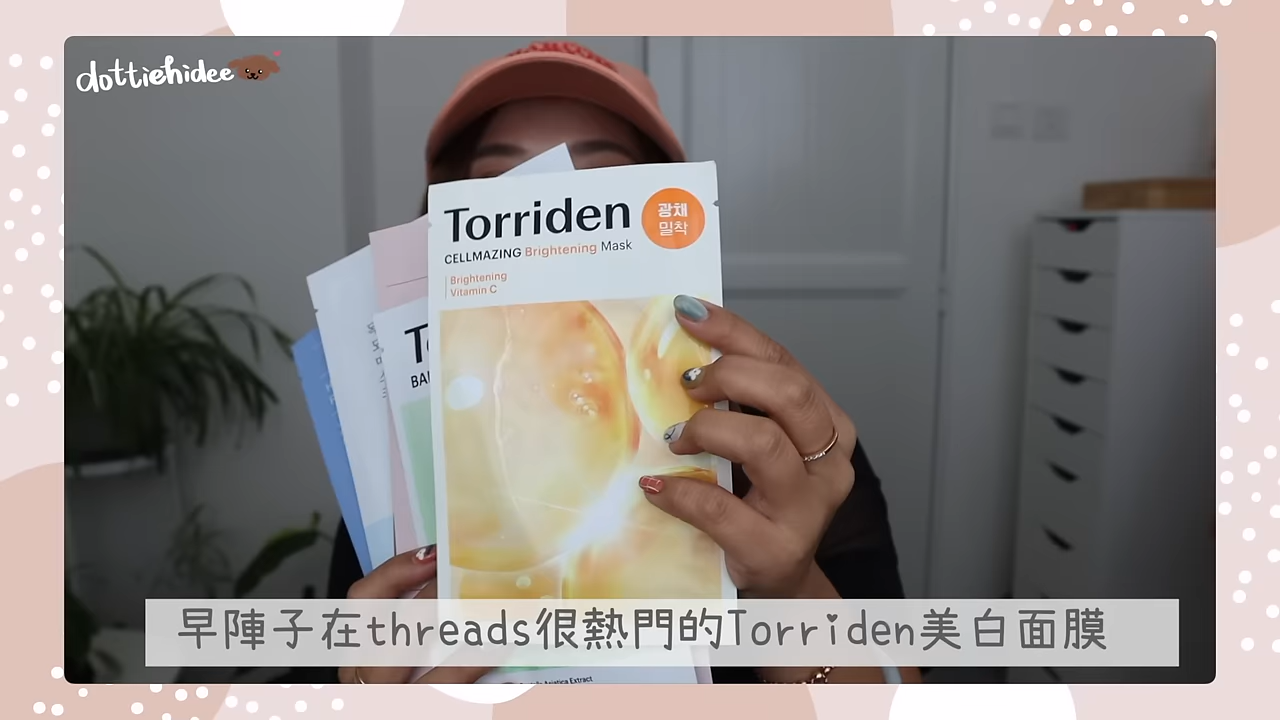 dottiehidee
Torriden
광채
밀착
CELLMAZING Brightening Mask
Brightening
Vitamin C
早陣子在threads很熱門的Torriden美白面膜
Asiatica Extract